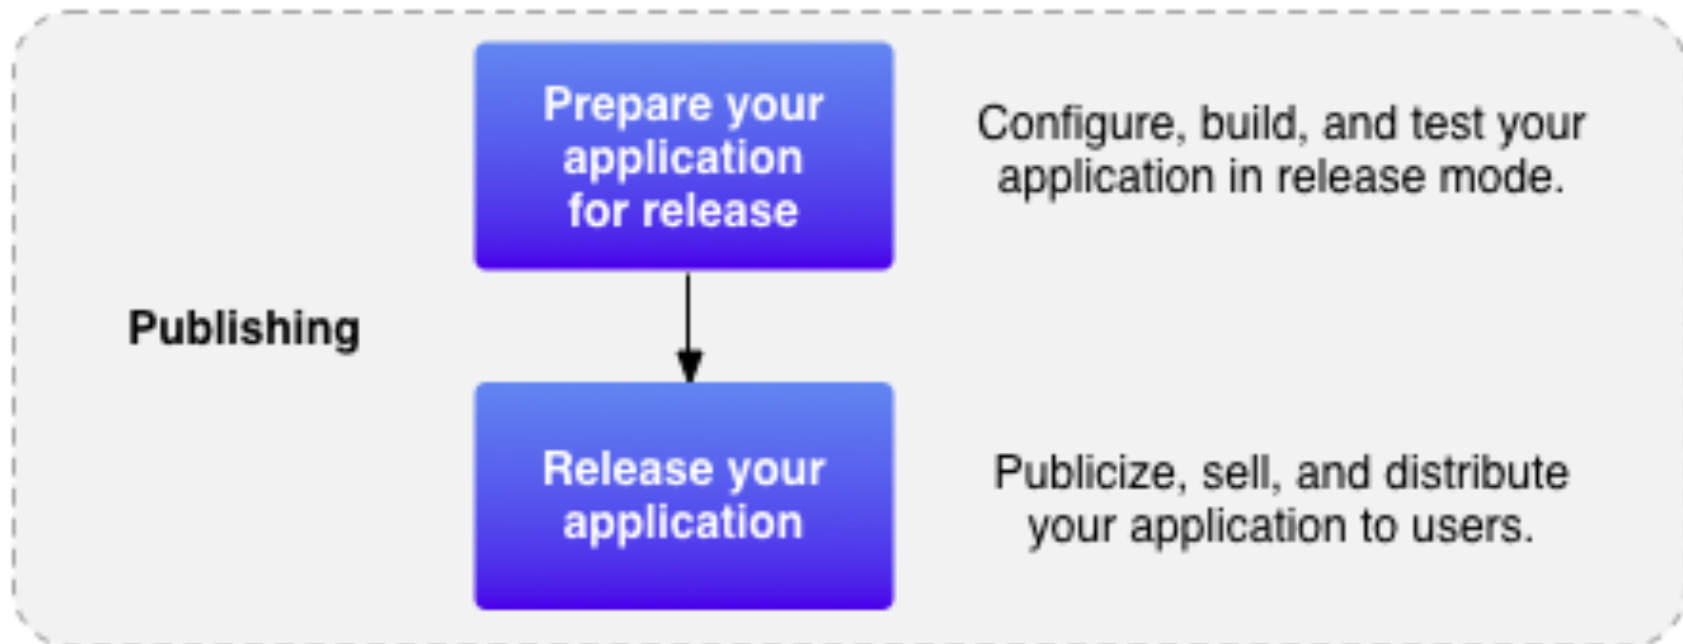 Prepare your
application
for release
Configure, build, and test your
application in release mode.
Publishing
Release your
application
Publicize, sell, and distribute
your application to users.